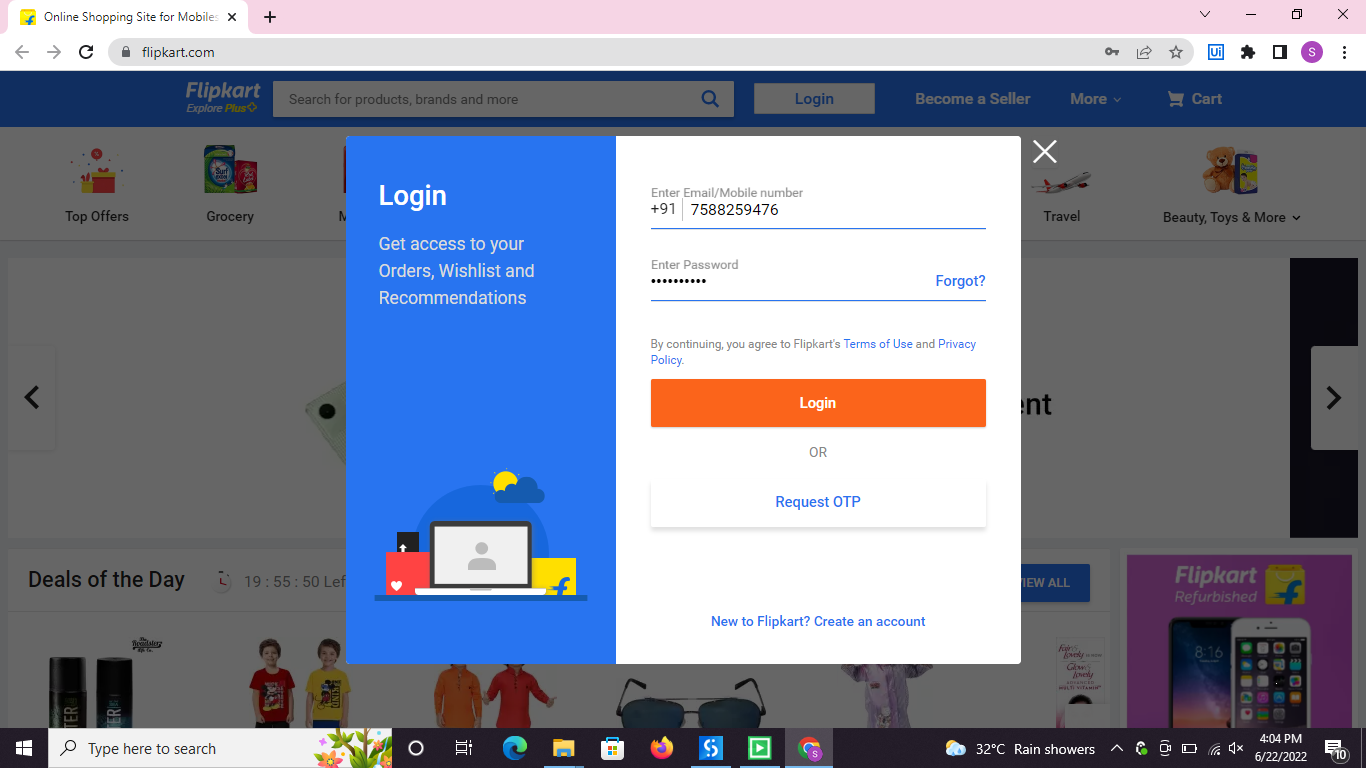 Online Shopping Site for Mobiles
flipkart.com
S
Flipkart
Explore Plus
Search for products, brands and more
Login
Become a Seller
More
Cart
Top Offers
Grocery
M
Travel
Beauty, Toys & More
Login
Get access to your
Orders, Wishlist and
Recommendations
Enter Email/Mobile number
+91 7588259476
Enter Password
Forgot?
By continuing, you agree to Flipkart's Terms of Use and Privacy
Policy.
Login
OR
Request OTP
New to Flipkart? Create an account
ent
Deals of the Day
19 : 55 : 50 Lef
IEW ALL
Flipkart
Refurbished
8:16
Type here to search
32°C Rain showers
4:04 PM
6/22/2022
10